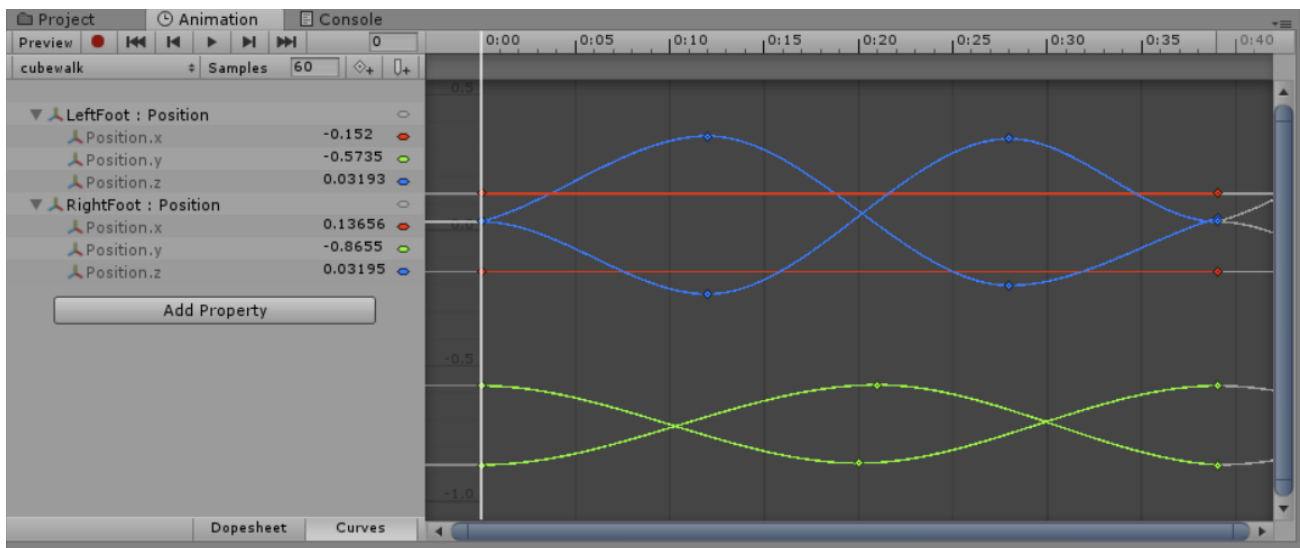 Project Animation Console
Preview 0 0:00 0:05 0:10 0:15 0:20 0:25 0:30 0:35 0:40
cubewalk Samples 60
0.5
LeftFoot : Position
Position.x -0.152
Position.y -0.5735
Position.z 0.03193
RightFoot : Position
Position.x 0.13656 0.0
Position.y -0.8655
Position.z 0.03195
Add Property
-0.5
-1.0
Dopesheet Curves